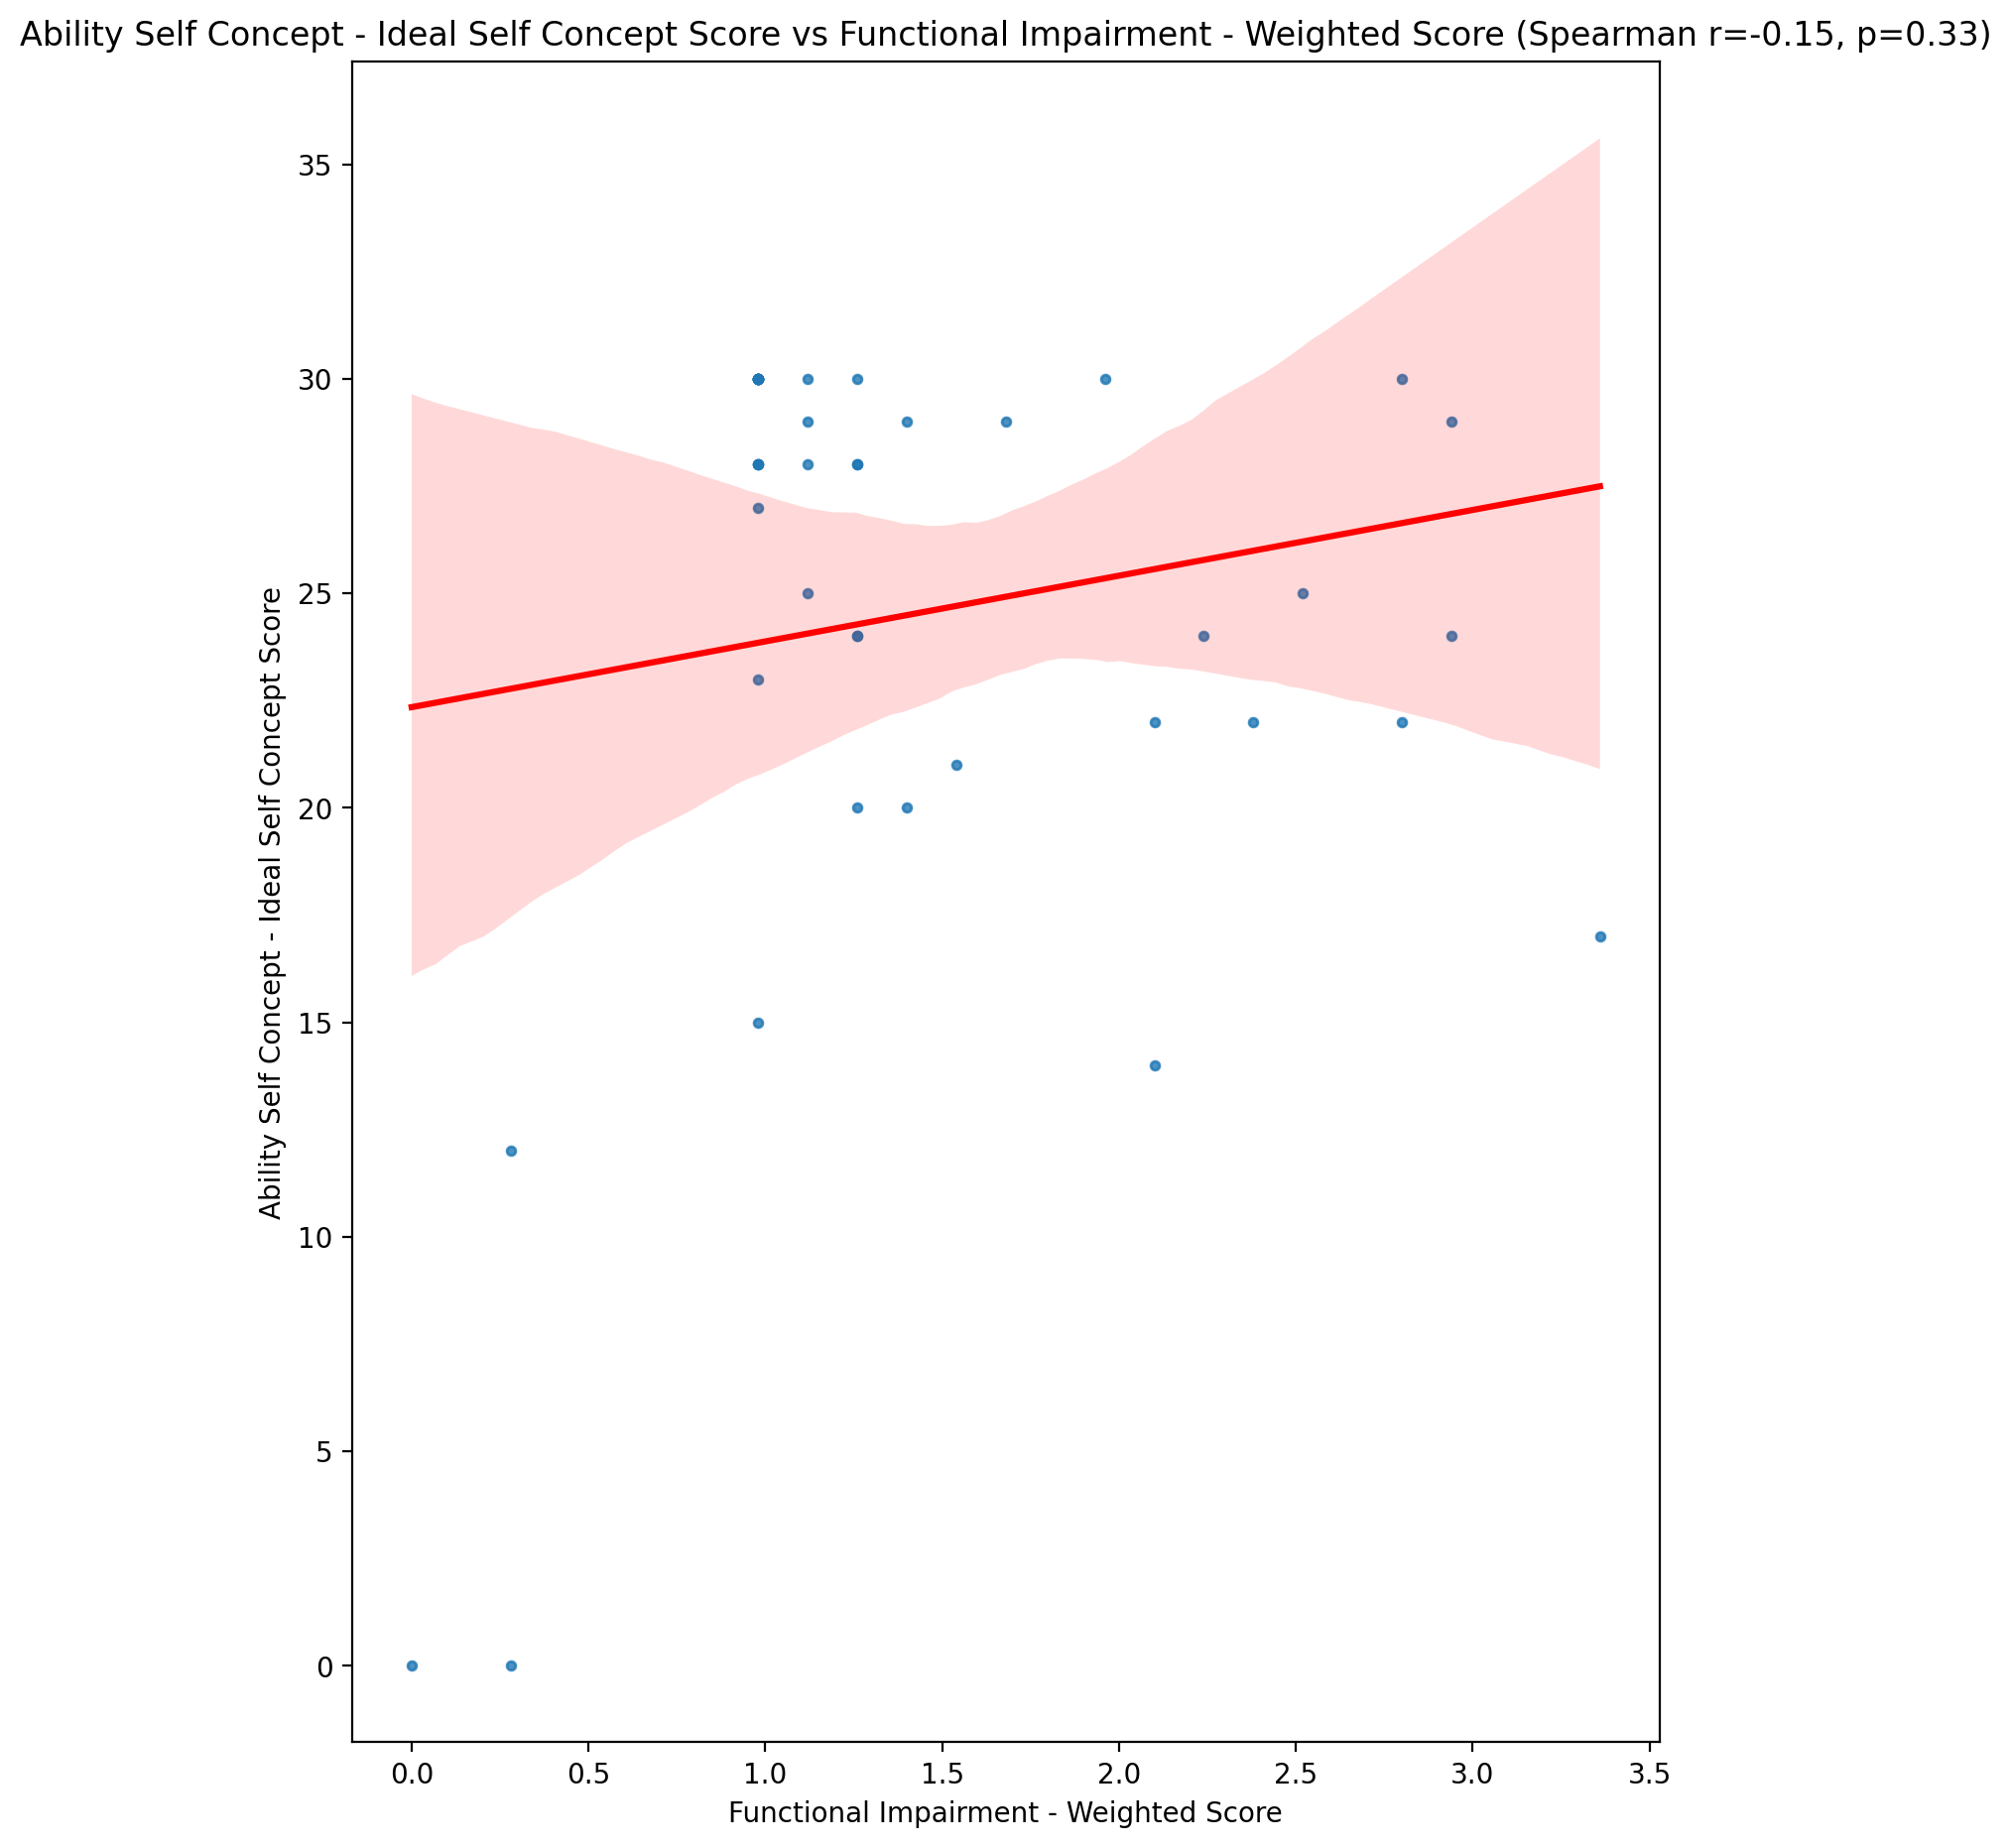 Ability Self Concept - Ideal Self Concept Score vs Functional Impairment - Weighted Score (Spearman r=-0.15, p=0.33)
Ability Self Concept - Ideal Self Concept Score
35
30
25
20
15
10
5
0
0.0 0.5 1.0 1.5 2.0 2.5 3.0 3.5
Functional Impairment - Weighted Score